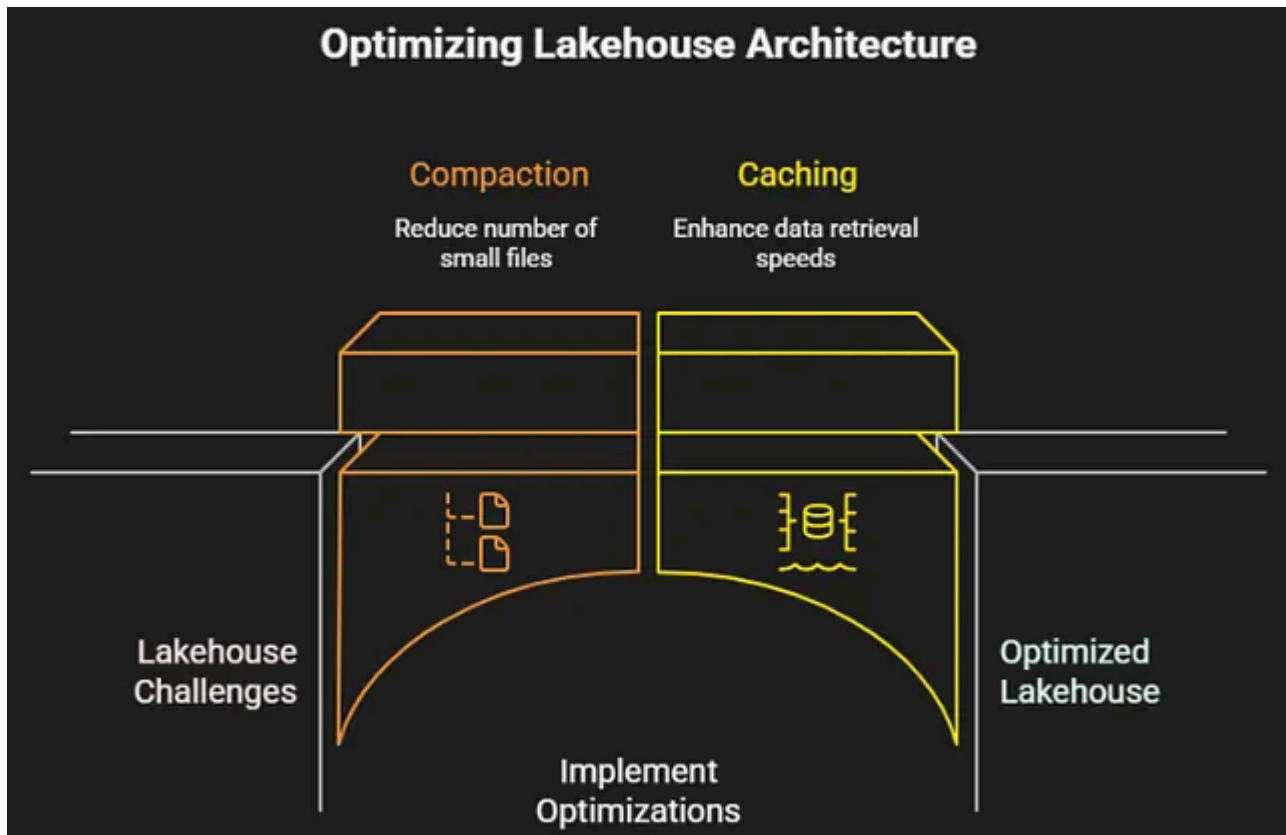 Optimizing Lakehouse Architecture
Compaction
Reduce number of
small files
Caching
Enhance data retrieval
speeds
Lakehouse
Challenges
Implement
Optimizations
Optimized
Lakehouse